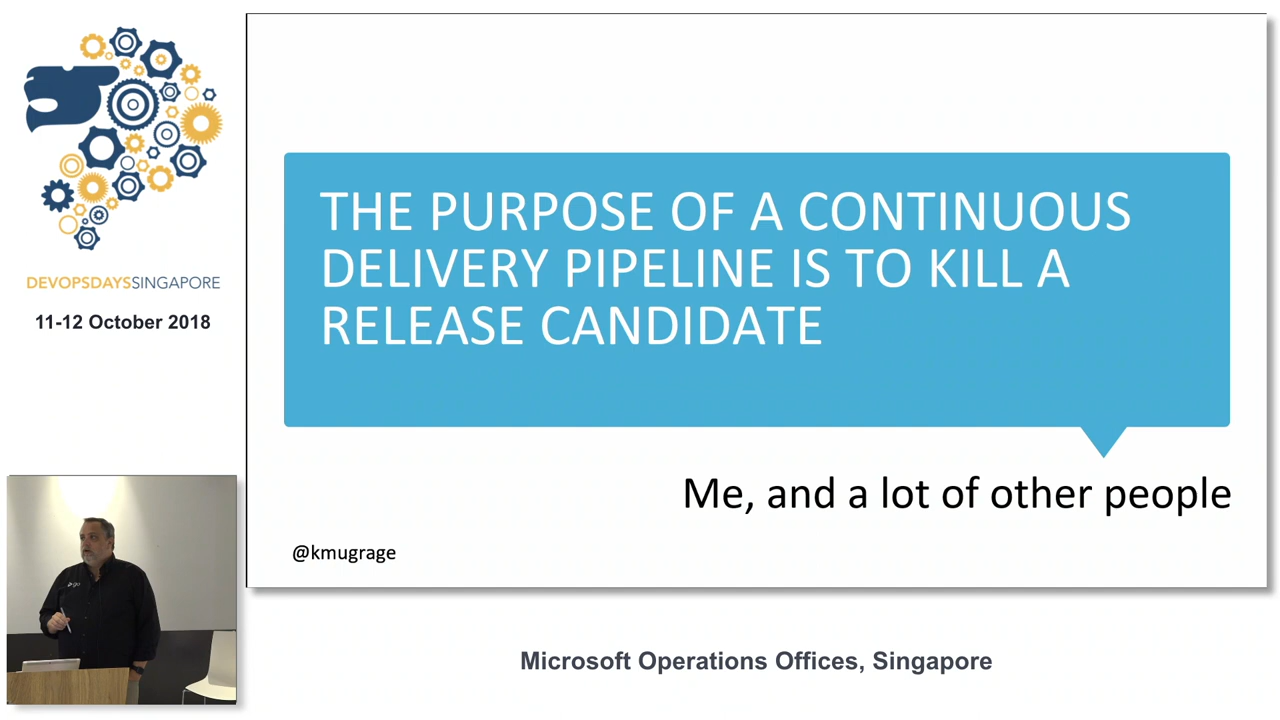 DEVOPSDAYSSINGAPORE
11-12 October 2018
THE PURPOSE OF A CONTINUOUS
DELIVERY PIPELINE IS TO KILL A
RELEASE CANDIDATE
Me, and a lot of other people
@kmugrage
go
Microsoft Operations Offices, Singapore